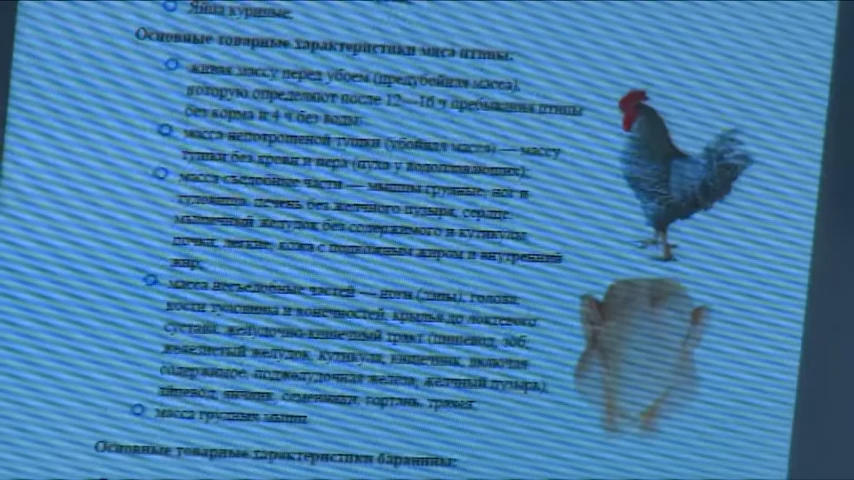 Яйца куриные.
Основные товарные характеристики мяса птицы:
живая массу перед убоем (предубойная масса),
которую определяют после 12—16 ч пребывания птицы
без корма и 4 ч без воды;
масса непотрошеной тушки (убойная масса) — массу
тушки без крови и пера (пуха у водоплавающих);
масса съедобные части — мышцы грудные, ног и
туловища, печень без желчного пузыря, сердце,
мышечный желудок без содержимого и кутикулы,
почки, легкие, кожа с подкожным жиром и внутренний
жир;
масса несъедобные частей — ноги (лапы), голова,
кости туловища и конечностей, крылья до локтевого
сустава, желудочно-кишечный тракт (пищевод, зоб,
железистый желудок, кутикула, кишечник, включая
содержимое, поджелудочная железа, желчный пузырь),
яйцевод, яичник, семенники, гортань, трахея;
масса грудных мышц.
Основные товарные характеристики баранины: